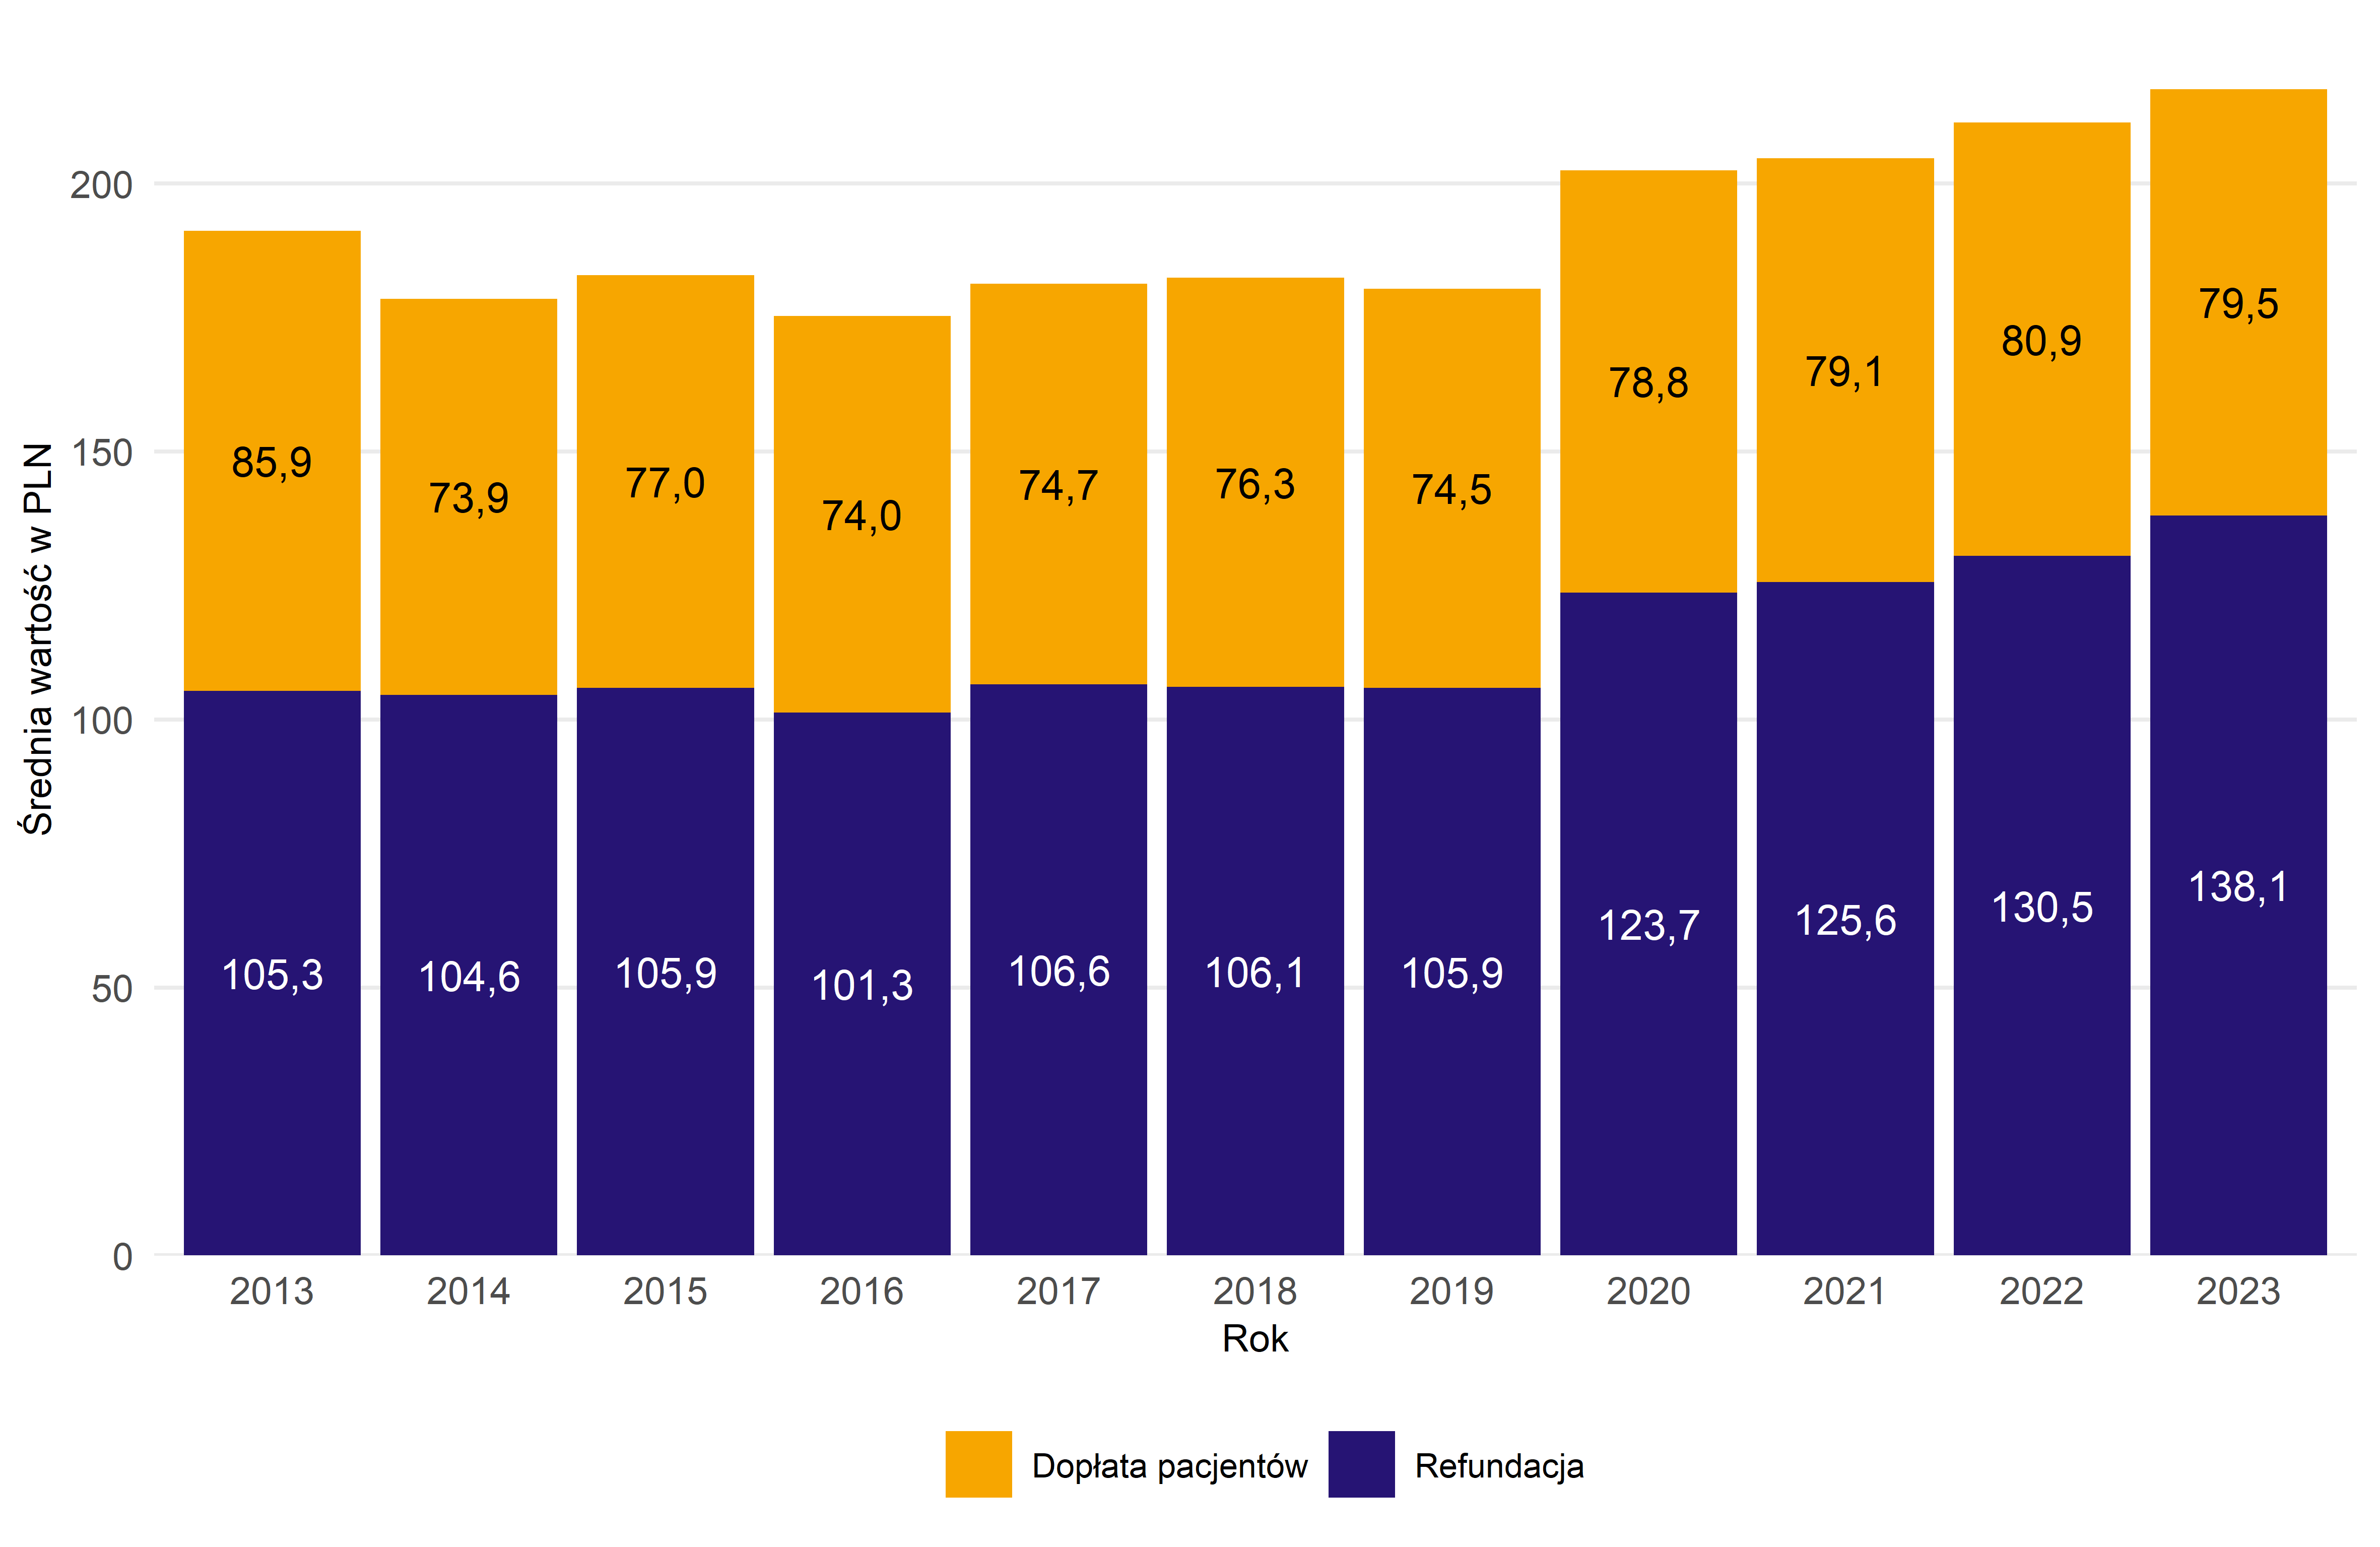 Średnia wartość w PLN
200
150
100
50
0
85,9 73,9 77,0 74,0 74,7 76,3 74,5 78,8 79,1 80,9 79,5
105,3 104,6 105,9 101,3 106,6 106,1 105,9 123,7 125,6 130,5 138,1
2013 2014 2015 2016 2017 2018 2019 2020 2021 2022 2023
Rok
Dopłata pacjentów Refundacja